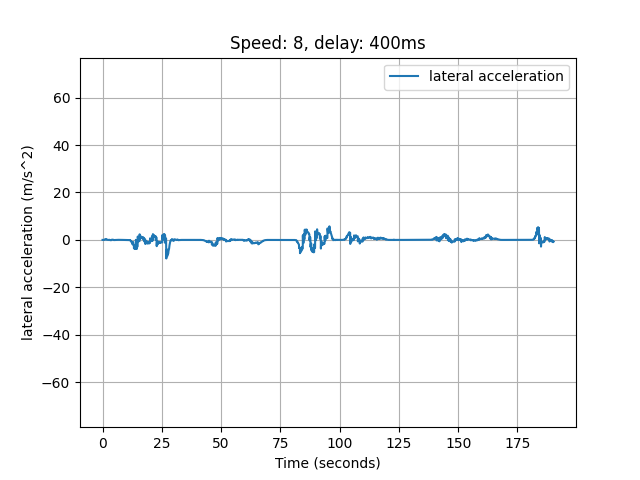 Speed: 8, delay: 400ms
lateral acceleration
lateral acceleration (m/s^2)
60
40
20
0
−20
−40
−60
0 25 50 75 100 125 150 175
Time (seconds)